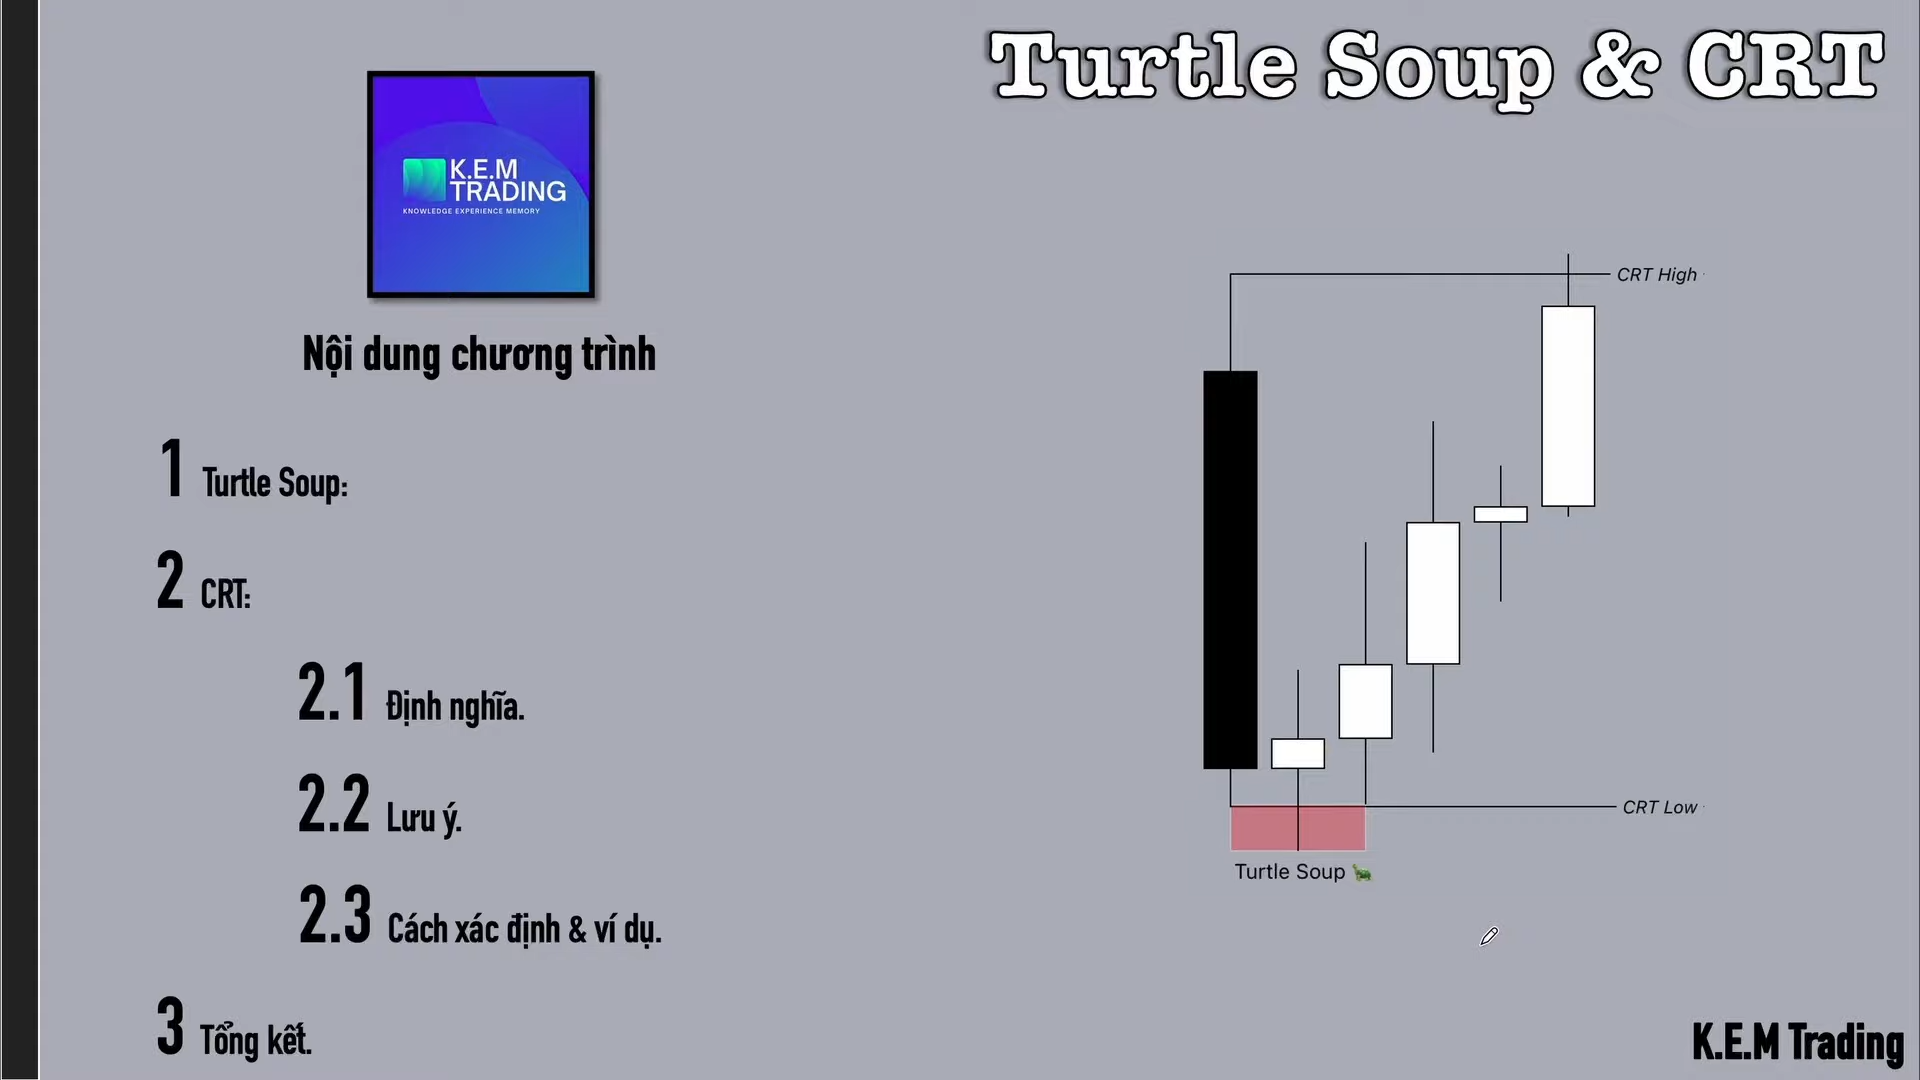 Turtle Soup & CRT
K.E.M
TRADING
KNOWLEDGE EXPERIENCE MEMORY
Nội dung chương trình
1 Turtle Soup:
2 CRT:
2.1 Định nghĩa.
2.2 Lưu ý.
2.3 Cách xác định & ví dụ.
3 Tổng kết.
CRT High
CRT Low
Turtle Soup 🐢
K.E.M Trading